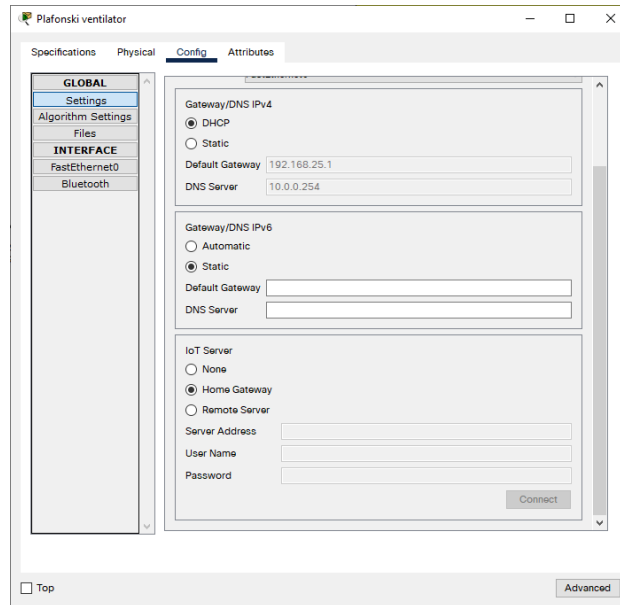 Plafonski ventilator
Specifications Physical Config Attributes
GLOBAL
Settings
Algorithm Settings
Files
INTERFACE
FastEthernet0
Bluetooth
Gateway/DNS IPv4
DHCP
Static
Default Gateway 192.168.25.1
DNS Server 10.0.0.254
Gateway/DNS IPv6
Automatic
Static
Default Gateway
DNS Server
IoT Server
None
Home Gateway
Remote Server
Server Address
User Name
Password
Connect
Top
Advanced